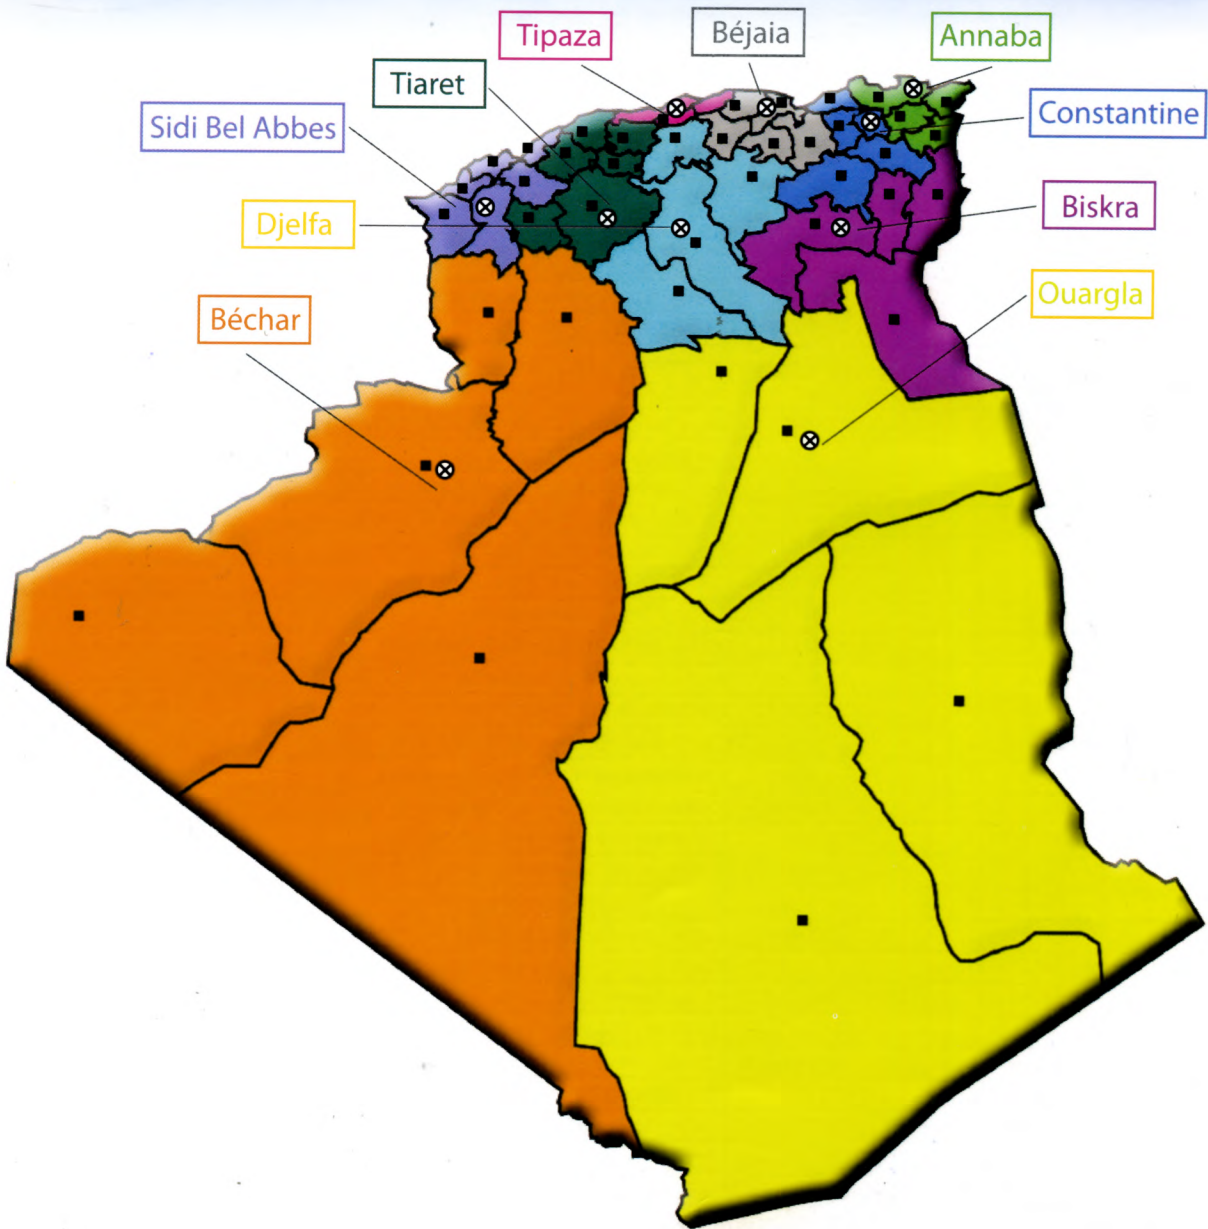 Tipaza
Béjaia
Annaba
Tiaret
Constantine
Sidi Bel Abbes
Biskra
Djelfa
Ouargla
Béchar